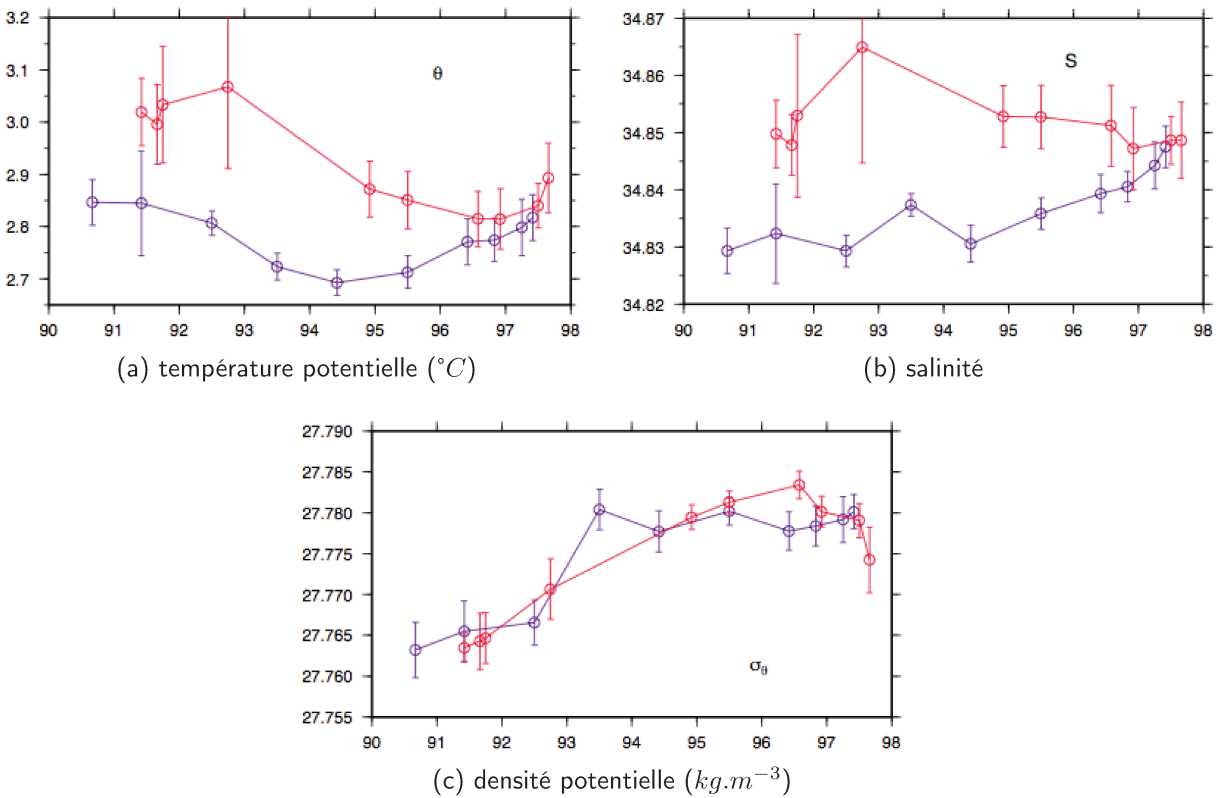 3.2
3.1
3.0
2.9
2.8
2.7
θ
90 91 92 93 94 95 96 97 98
(a) température potentielle (°C)
34.87
34.86
34.85
34.84
34.83
34.82
S
90 91 92 93 94 95 96 97 98
(b) salinité
27.790
27.785
27.780
27.775
27.770
27.765
27.760
27.755
σθ
90 91 92 93 94 95 96 97 98
(c) densité potentielle (kg.m−3)